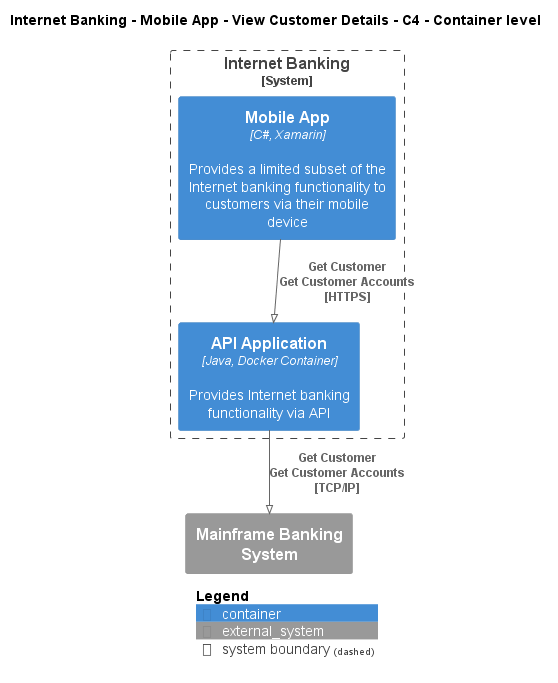 Internet Banking - Mobile App - View Customer Details - C4 - Container level
Internet Banking
[System]
Mobile App
[C#, Xamarin]
Provides a limited subset of the
Internet banking functionality to
customers via their mobile
device
Get Customer
Get Customer Accounts
[HTTPS]
API Application
[Java, Docker Container]
Provides Internet banking
functionality via API
Get Customer
Get Customer Accounts
[TCP/IP]
Mainframe Banking
System
Legend
container
external_system
system boundary (dashed)